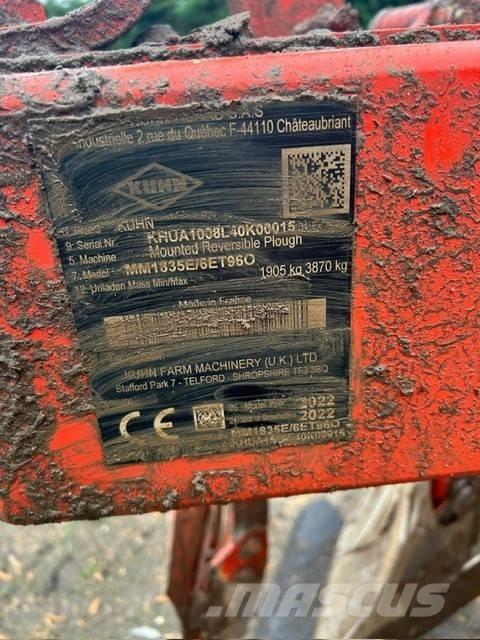 S.A.S
Industrielle 2,rue du Québec F-44110 Châteaubriant
KUHN
KUHN
9: Serial Nr KHUA1008L40K00015
5: Machine Mounted Reversible Plough
7: Model MM1835E/6ET96O
12: Unladen Mass Min/Max 1905 kg 3870 kg
Made in France
KUHN FARM MACHINERY (U.K.) LTD
Stafford Park 7 - TELFORD - SHROPSHIRE TF3 3BQ
CE
2022
2022
MM1835E/6ET96O
KHUA1008L40K00015
MASCUS